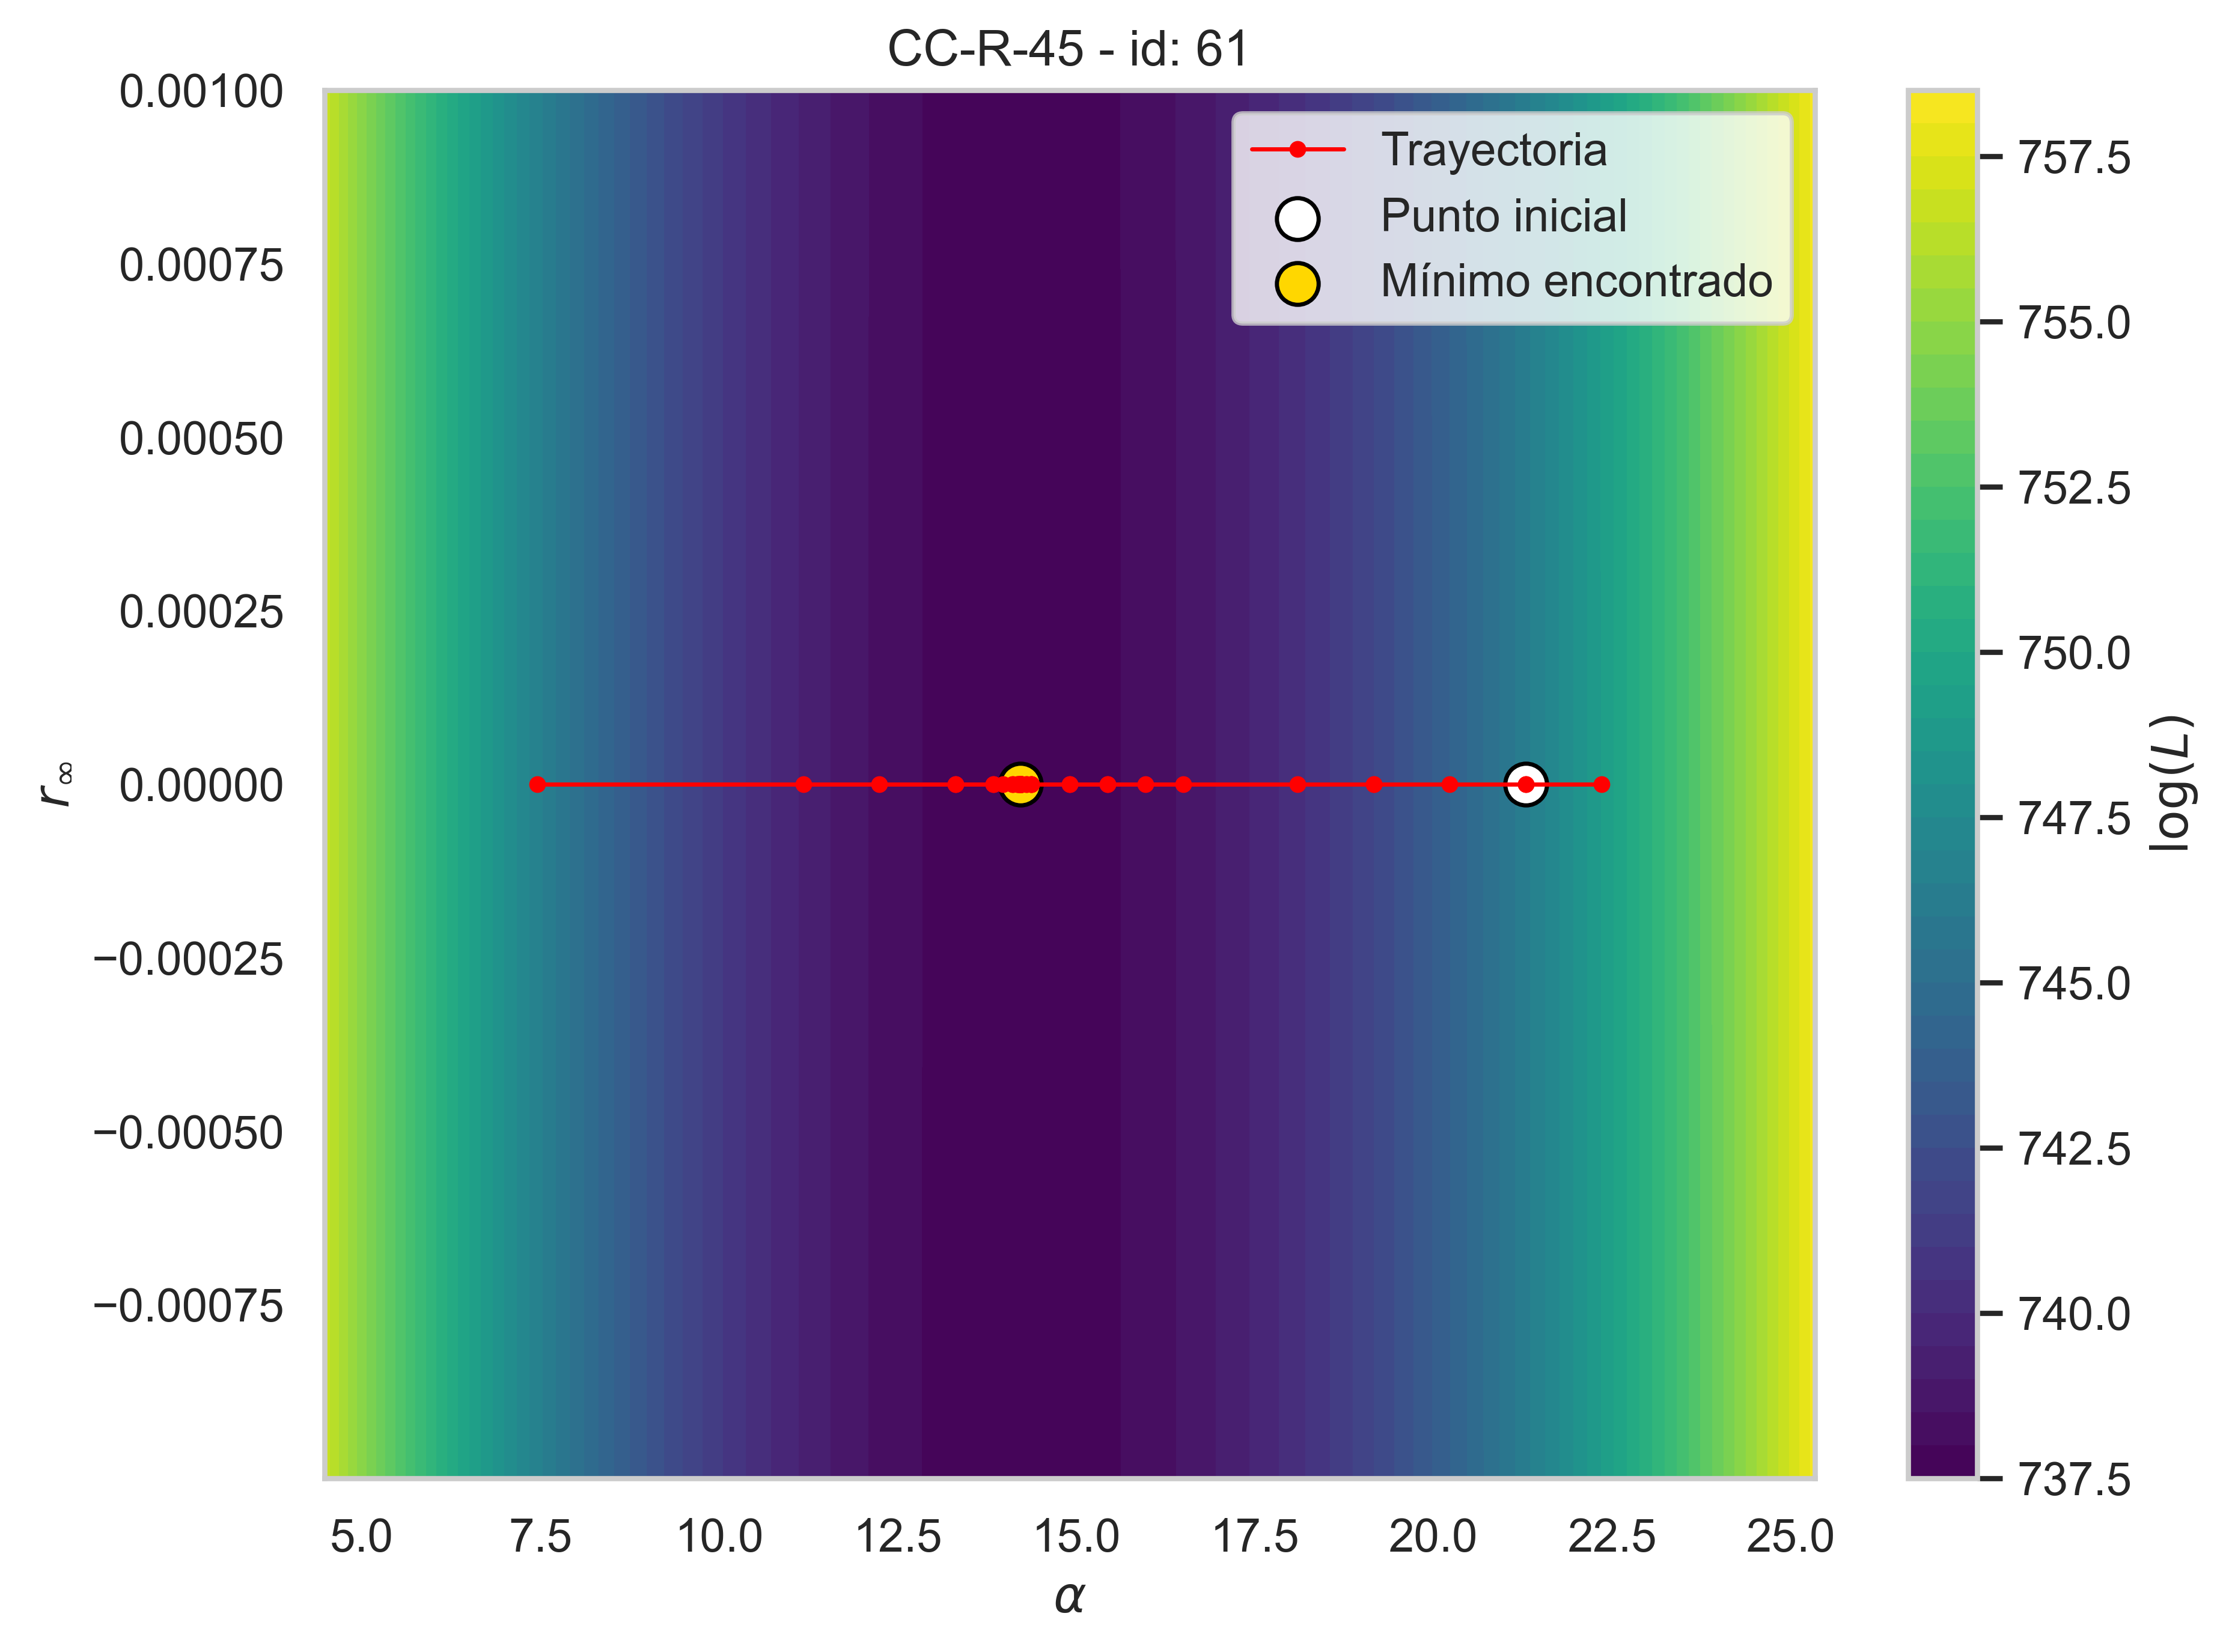 CC-R-45 - id: 61
0.00100
0.00075
0.00050
0.00025
0.00000
−0.00025
−0.00050
−0.00075
r∞
Trayectoria
Punto inicial
Mínimo encontrado
5.0 7.5 10.0 12.5 15.0 17.5 20.0 22.5 25.0
α
757.5
755.0
752.5
750.0
747.5
745.0
742.5
740.0
737.5
log(L)